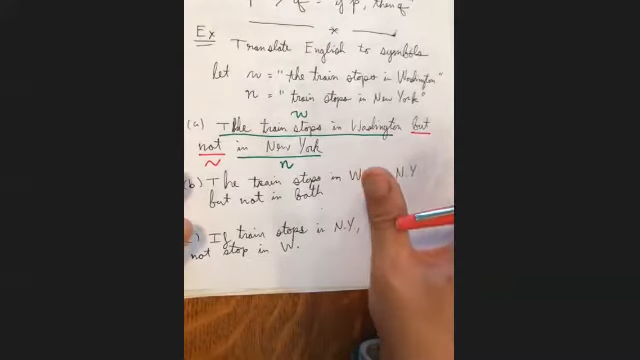 p → q = "if p, then q"
Ex
Translate English to symbols
let w = "the train stops in Washington"
n = "train stops in New York"
w
(a) The train stops in Washington but
not in New York
~ n
(b) The train stops in W N.Y
but not in both
If train stops in N.Y,
not stop in W.